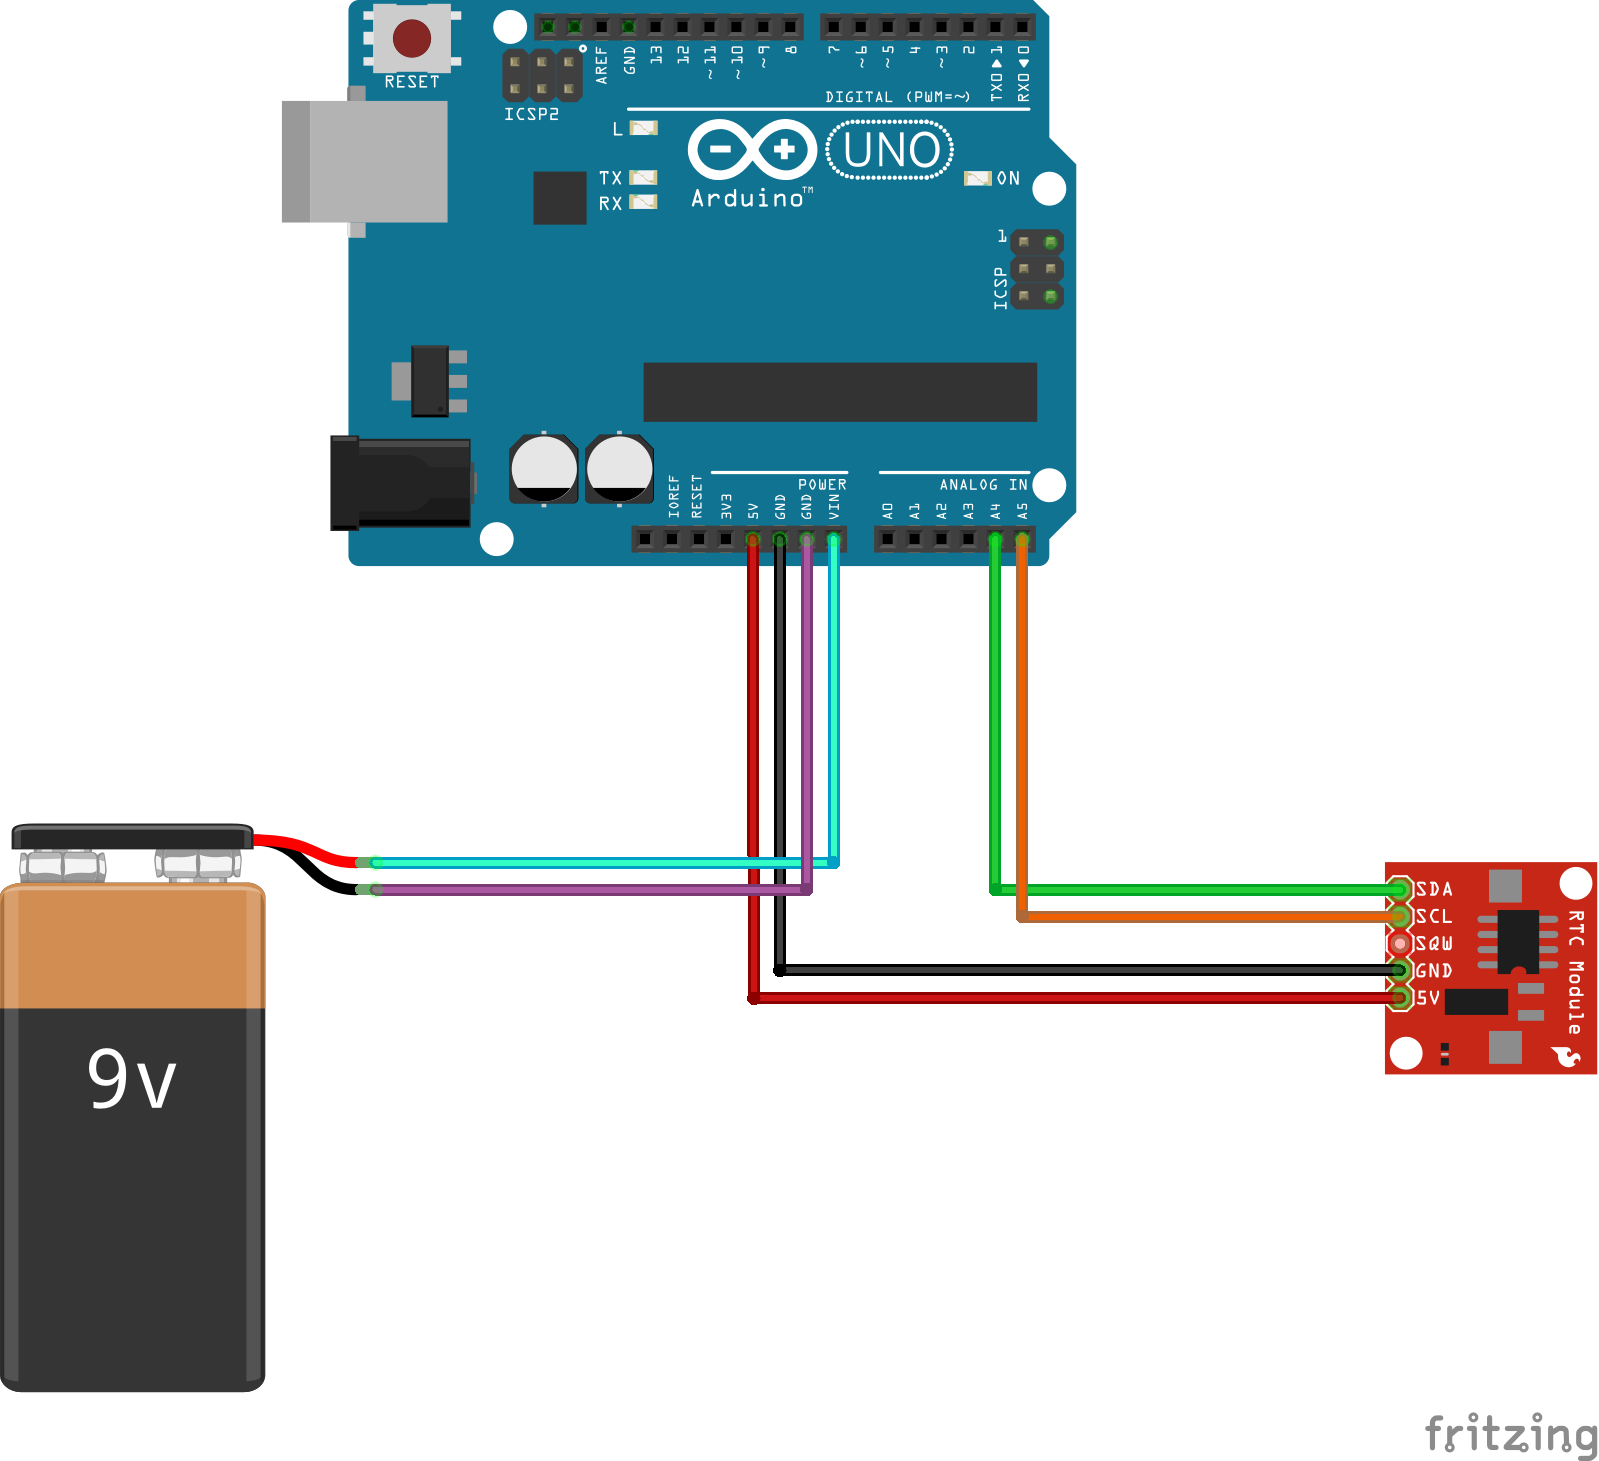 RESET
ICSP2
AREF
GND
13
12
~11
~10
~9
8
7
~6
~5
4
~3
2
TX0▶1
RX0◀0
DIGITAL (PWM=~)
L
TX
RX
Arduino™
UNO
ON
1
ICSP
POWER
ANALOG IN
IOREF
RESET
3V3
5V
GND
GND
VIN
A0
A1
A2
A3
A4
A5
9v
SDA
SCL
SQW
GND
5V
RTC Module
fritzing